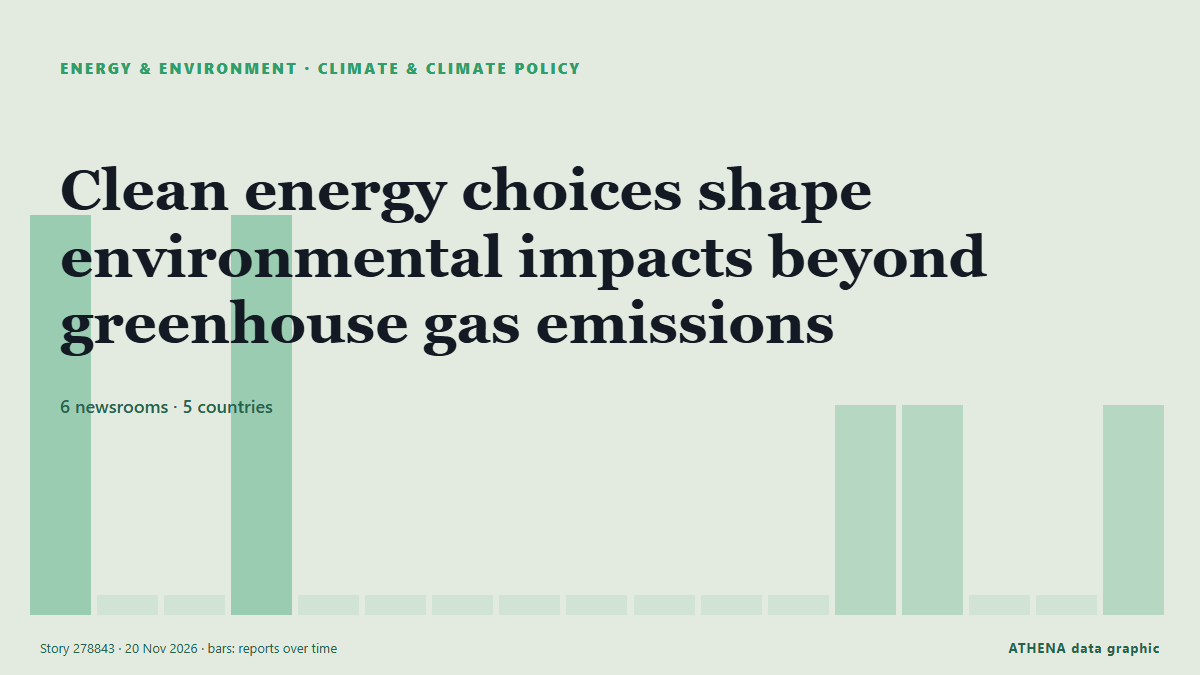 ENERGY & ENVIRONMENT · CLIMATE & CLIMATE POLICY
Clean energy choices shape
environmental impacts beyond
greenhouse gas emissions
6 newsrooms · 5 countries
Story 278843 · 20 Nov 2026 · bars: reports over time
ATHENA data graphic